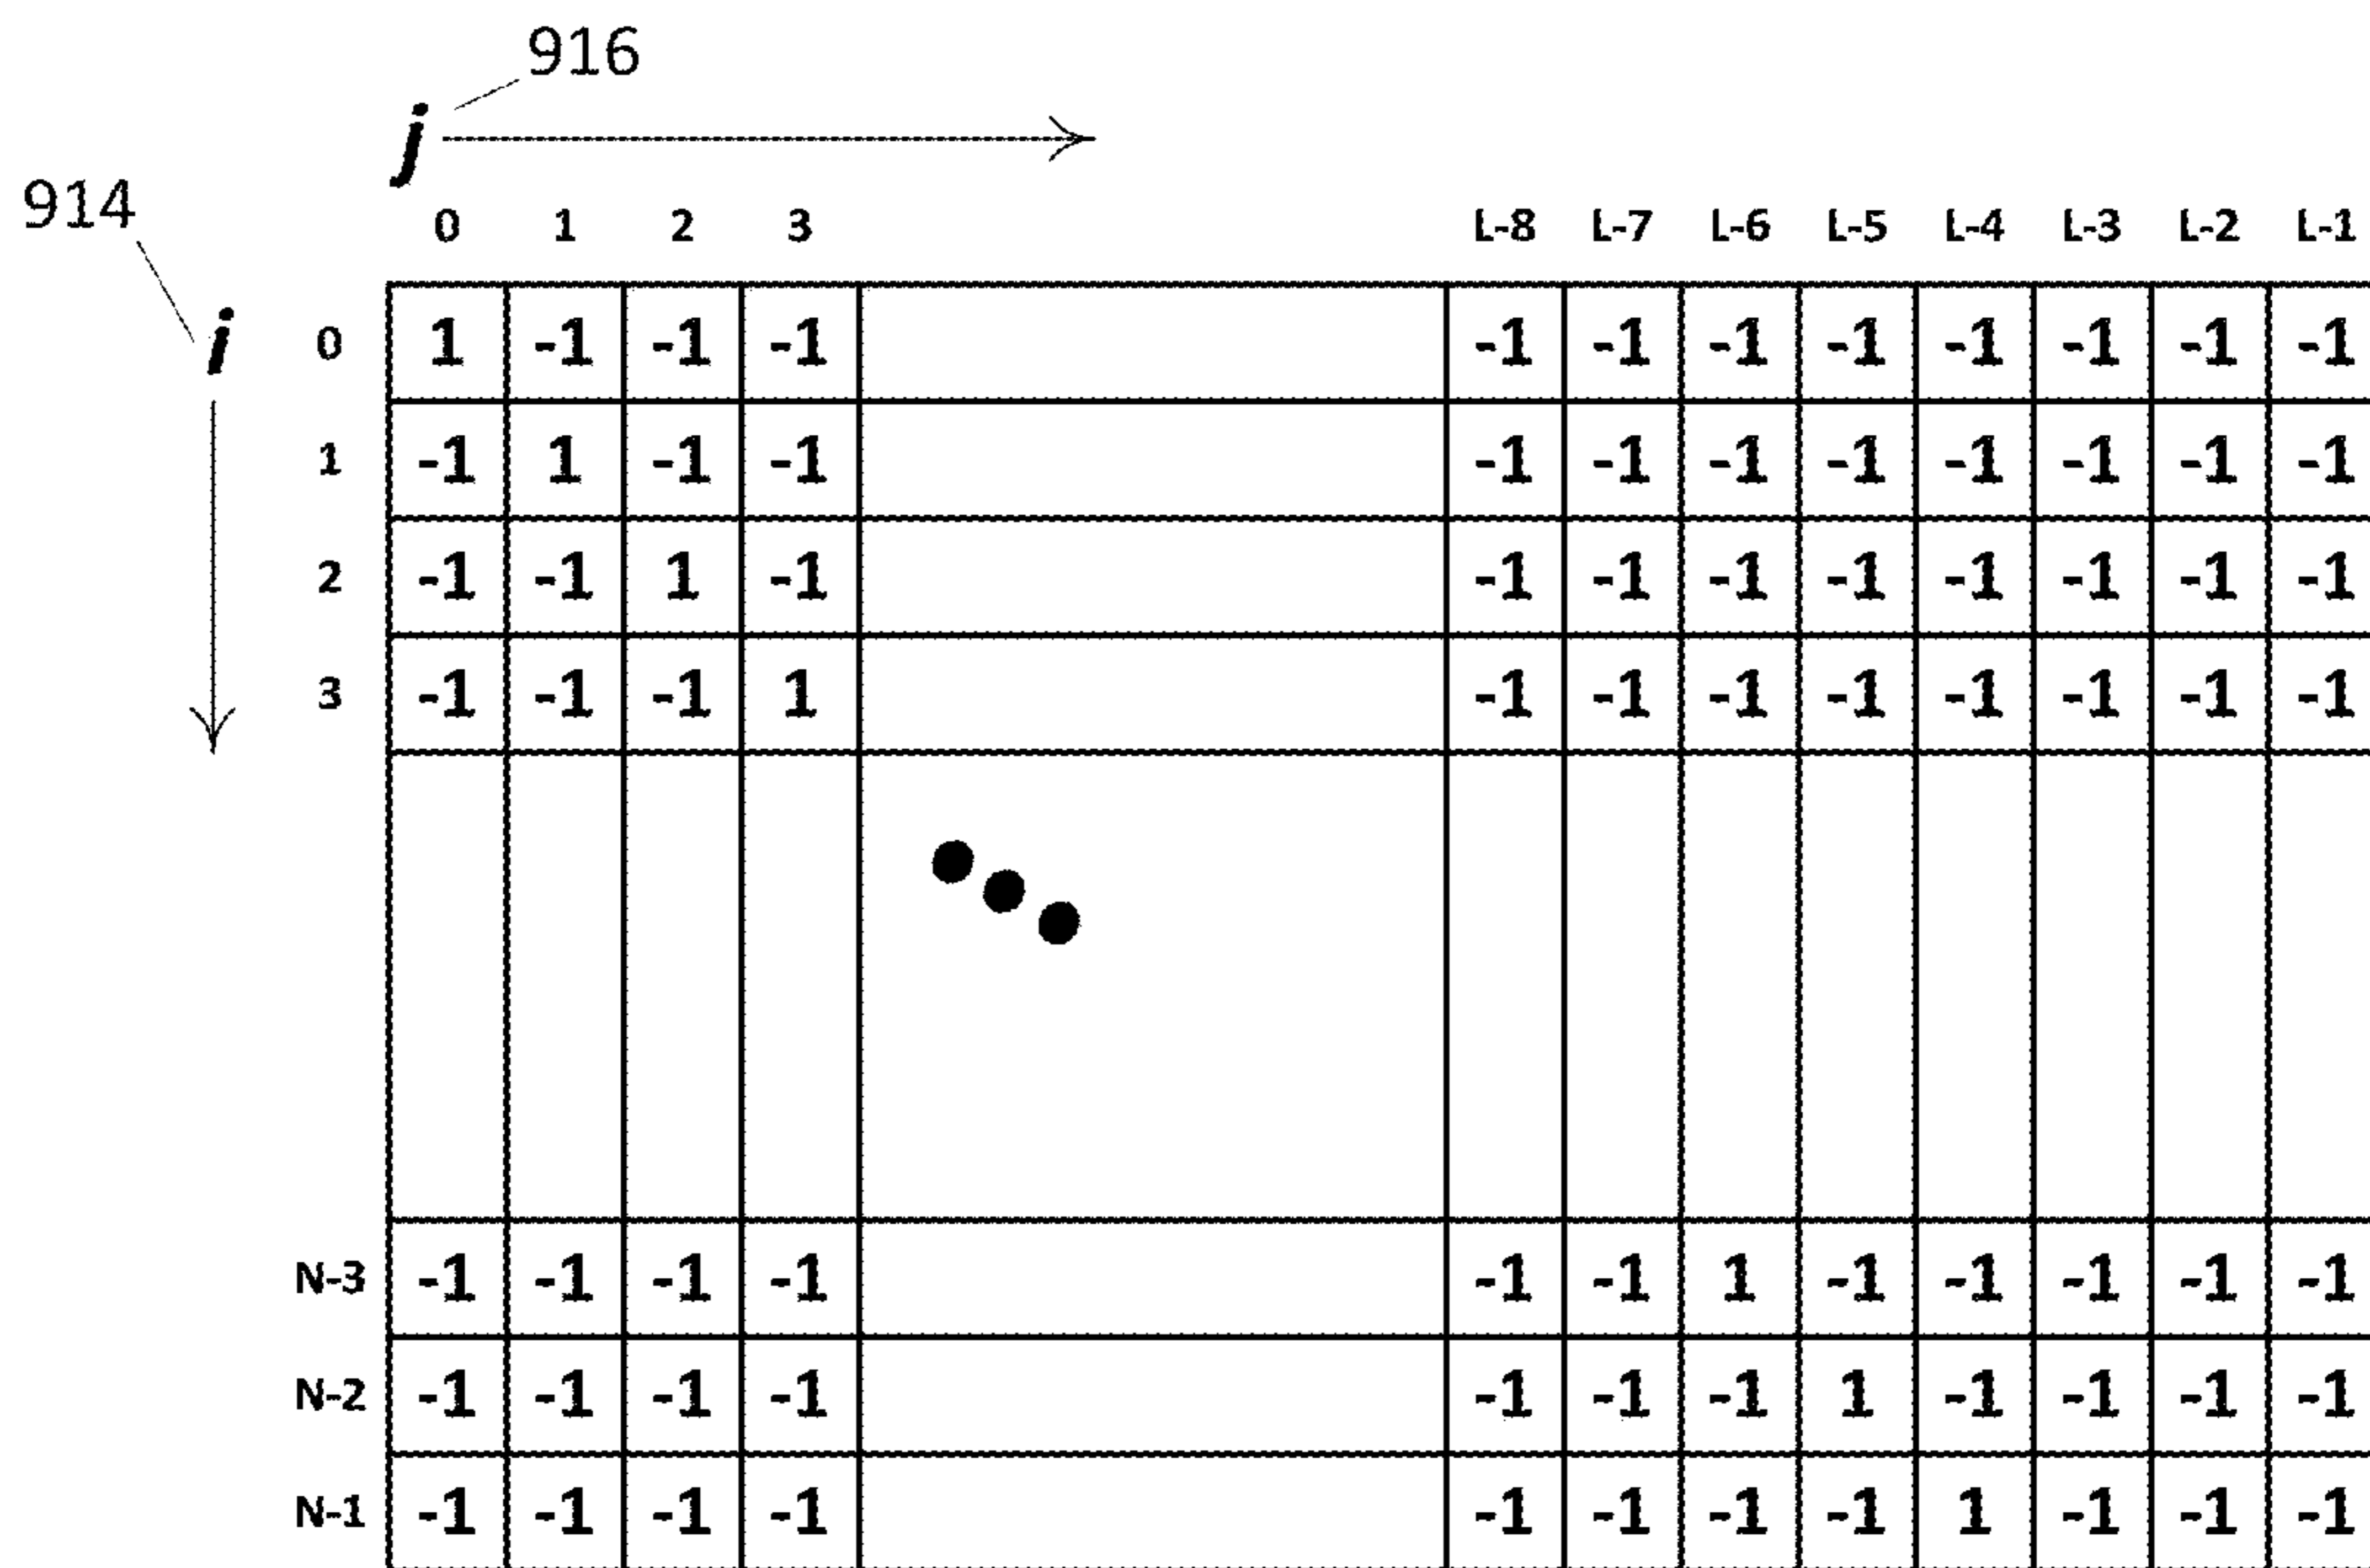 916
j
914
0 1 2 3 L-8 L-7 L-6 L-5 L-4 L-3 L-2 L-1
i
0 1 -1 -1 -1 -1 -1 -1 -1 -1 -1 -1 -1
1 -1 1 -1 -1 -1 -1 -1 -1 -1 -1 -1 -1
2 -1 -1 1 -1 -1 -1 -1 -1 -1 -1 -1 -1
3 -1 -1 -1 1 -1 -1 -1 -1 -1 -1 -1 -1
N-3 -1 -1 -1 -1 -1 -1 1 -1 -1 -1 -1 -1
N-2 -1 -1 -1 -1 -1 -1 -1 1 -1 -1 -1 -1
N-1 -1 -1 -1 -1 -1 -1 -1 -1 1 -1 -1 -1